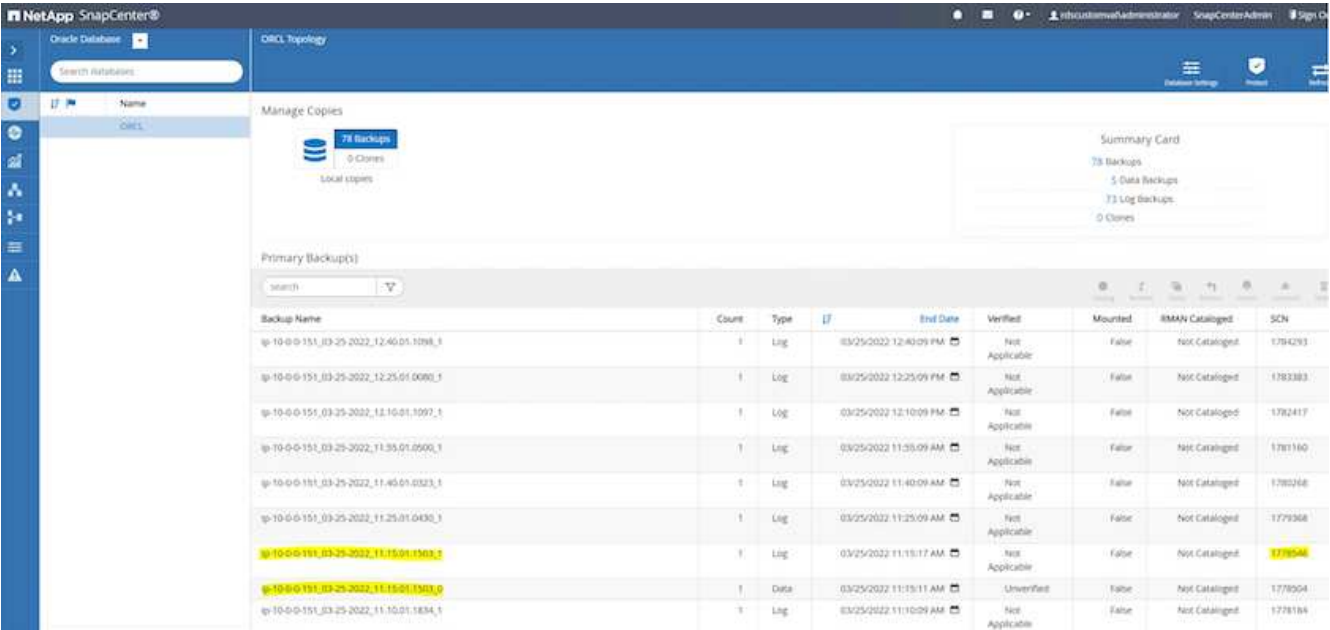 NetApp SnapCenter®
rdscustomval\administrator SnapCenterAdmin Sign O
Oracle Database
ORCL Topology
Search databases
Database Settings Protect
Name
ORCL
Manage Copies
78 Backups
0 Clones
Local copies
Summary Card
78 Backups
5 Data Backups
73 Log Backups
0 Clones
Primary Backup(s)
search
Backup Name Count Type End Date Verified Mounted RMAN Cataloged SCN
ip-10-0-0-151_03-25-2022_12.40.01.1098_1 1 Log 03/25/2022 12:40:09 PM Not Applicable False Not Cataloged 1784293
ip-10-0-0-151_03-25-2022_12.25.01.0080_1 1 Log 03/25/2022 12:25:09 PM Not Applicable False Not Cataloged 1783383
ip-10-0-0-151_03-25-2022_12.10.01.1097_1 1 Log 03/25/2022 12:10:09 PM Not Applicable False Not Cataloged 1782417
ip-10-0-0-151_03-25-2022_11.55.01.0500_1 1 Log 03/25/2022 11:55:09 AM Not Applicable False Not Cataloged 1781160
ip-10-0-0-151_03-25-2022_11.40.01.0323_1 1 Log 03/25/2022 11:40:09 AM Not Applicable False Not Cataloged 1780268
ip-10-0-0-151_03-25-2022_11.25.01.0430_1 1 Log 03/25/2022 11:25:09 AM Not Applicable False Not Cataloged 1779368
ip-10-0-0-151_03-25-2022_11.15.01.1503_1 1 Log 03/25/2022 11:15:17 AM Not Applicable False Not Cataloged 1778546
ip-10-0-0-151_03-25-2022_11.15.01.1503_0 1 Data 03/25/2022 11:15:11 AM Unverified False Not Cataloged 1778504
ip-10-0-0-151_03-25-2022_11.10.01.1834_1 1 Log 03/25/2022 11:10:09 AM Not Applicable False Not Cataloged 1778184